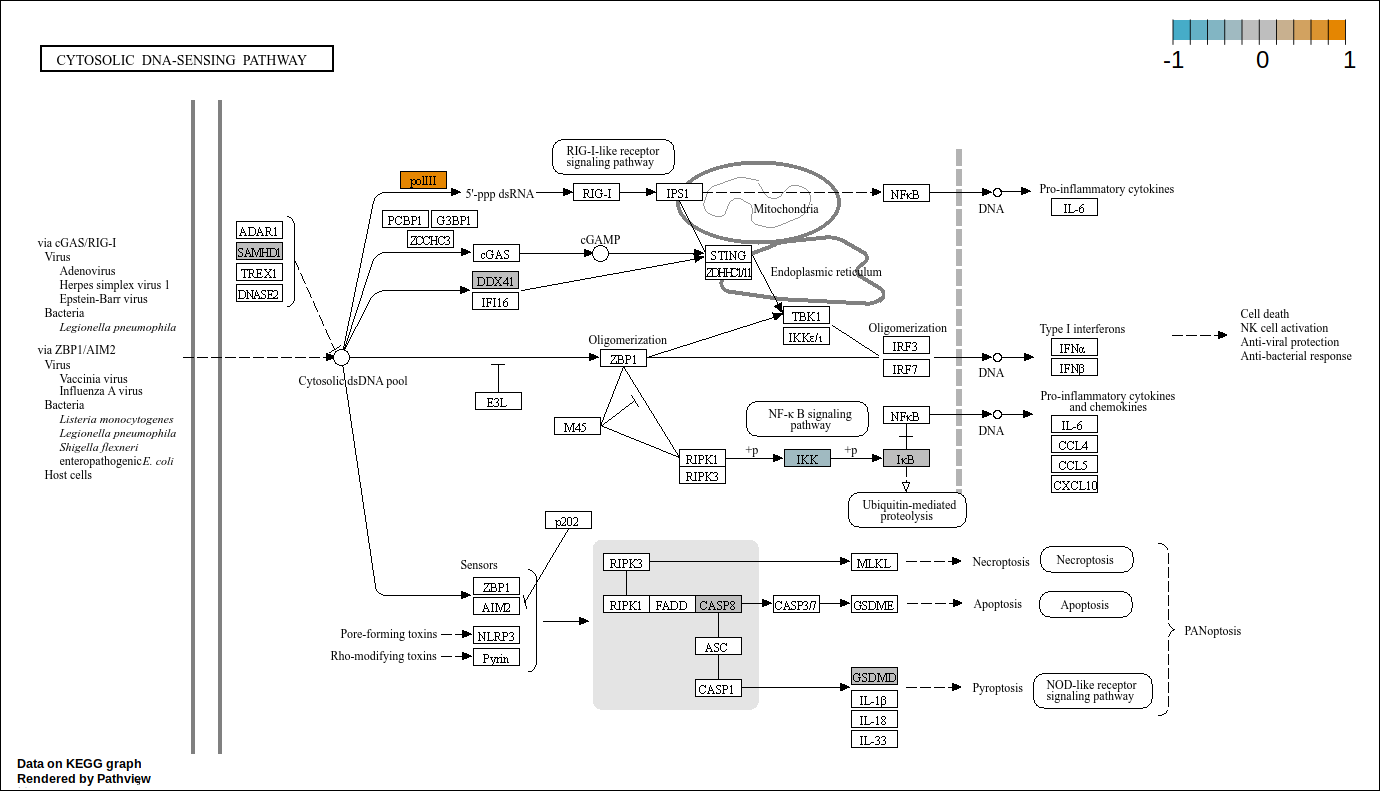 CYTOSOLIC DNA-SENSING PATHWAY
-1 0 1
RIG-I-like receptor
signaling pathway
polIII
5'-ppp dsRNA
RIG-I
IPS1
Mitochondria
NFκB
DNA
Pro-inflammatory cytokines
IL-6
PCBP1
G3BP1
ZCCHC3
ADAR1
SAMHD1
TREX1
DNASE2
cGAS
cGAMP
STING
ZDHHC1/11
Endoplasmic reticulum
DDX41
IFI16
via cGAS/RIG-I
Virus
Adenovirus
Herpes simplex virus 1
Epstein-Barr virus
Bacteria
Legionella pneumophila
via ZBP1/AIM2
Virus
Vaccinia virus
Influenza A virus
Bacteria
Listeria monocytogenes
Legionella pneumophila
Shigella flexneri
enteropathogenic E. coli
Host cells
Cytosolic dsDNA pool
TBK1
IKKε/ι
Oligomerization
ZBP1
Oligomerization
IRF3
IRF7
DNA
Type I interferons
IFNα
IFNβ
Cell death
NK cell activation
Anti-viral protection
Anti-bacterial response
E3L
M45
NF-κ B signaling
pathway
NFκB
DNA
Pro-inflammatory cytokines
and chemokines
IL-6
CCL4
CCL5
CXCL10
RIPK1
RIPK3
+p
IKK
+p
IκB
Ubiquitin-mediated
proteolysis
p202
Sensors
ZBP1
AIM2
Pore-forming toxins
NLRP3
Rho-modifying toxins
Pyrin
RIPK3
MLKL
Necroptosis
Necroptosis
RIPK1
FADD
CASP8
CASP3/7
GSDME
Apoptosis
Apoptosis
PANoptosis
ASC
CASP1
GSDMD
IL-1β
IL-18
IL-33
Pyroptosis
NOD-like receptor
signaling pathway
Data on KEGG graph
Rendered by Pathview